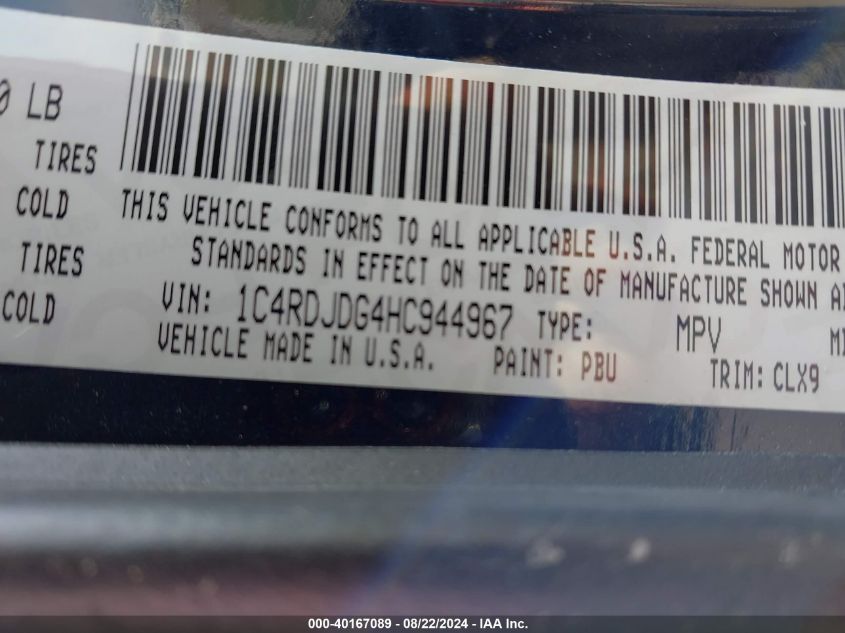 0 LB
TIRES
COLD
TIRES
COLD
THIS VEHICLE CONFORMS TO ALL APPLICABLE U.S.A. FEDERAL MOTOR
STANDARDS IN EFFECT ON THE DATE OF MANUFACTURE SHOWN
VIN: 1C4RDJDG4HC944967 TYPE: MPV
VEHICLE MADE IN U.S.A. PAINT: PBU TRIM: CLX9
000-40167089 - 08/22/2024 - IAA Inc.